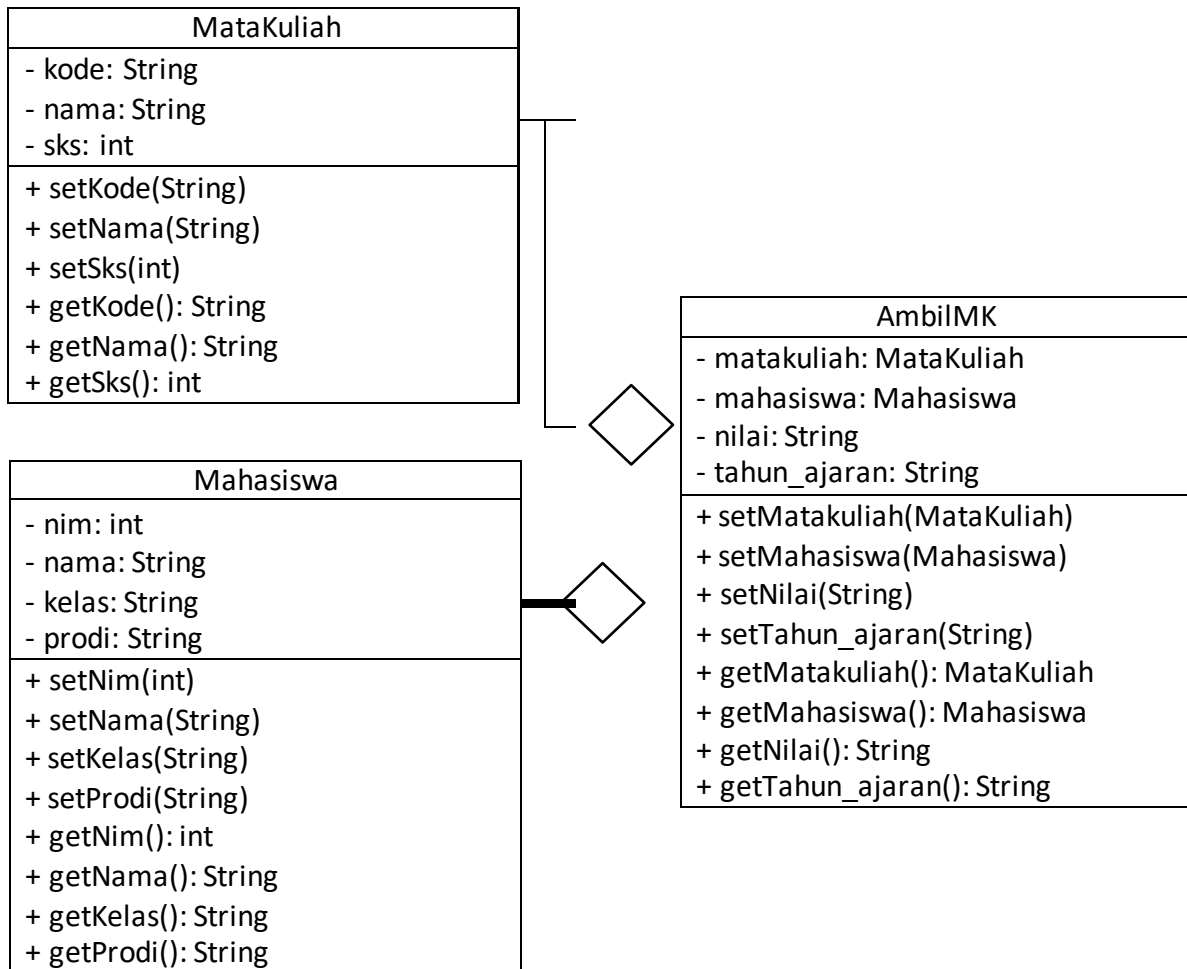 MataKuliah
- kode: String
- nama: String
- sks: int
+ setKode(String)
+ setNama(String)
+ setSks(int)
+ getKode(): String
+ getNama(): String
+ getSks(): int
Mahasiswa
- nim: int
- nama: String
- kelas: String
- prodi: String
+ setNim(int)
+ setNama(String)
+ setKelas(String)
+ setProdi(String)
+ getNim(): int
+ getNama(): String
+ getKelas(): String
+ getProdi(): String
AmbilMK
- matakuliah: MataKuliah
- mahasiswa: Mahasiswa
- nilai: String
- tahun_ajaran: String
+ setMatakuliah(MataKuliah)
+ setMahasiswa(Mahasiswa)
+ setNilai(String)
+ setTahun_ajaran(String)
+ getMatakuliah(): MataKuliah
+ getMahasiswa(): Mahasiswa
+ getNilai(): String
+ getTahun_ajaran(): String